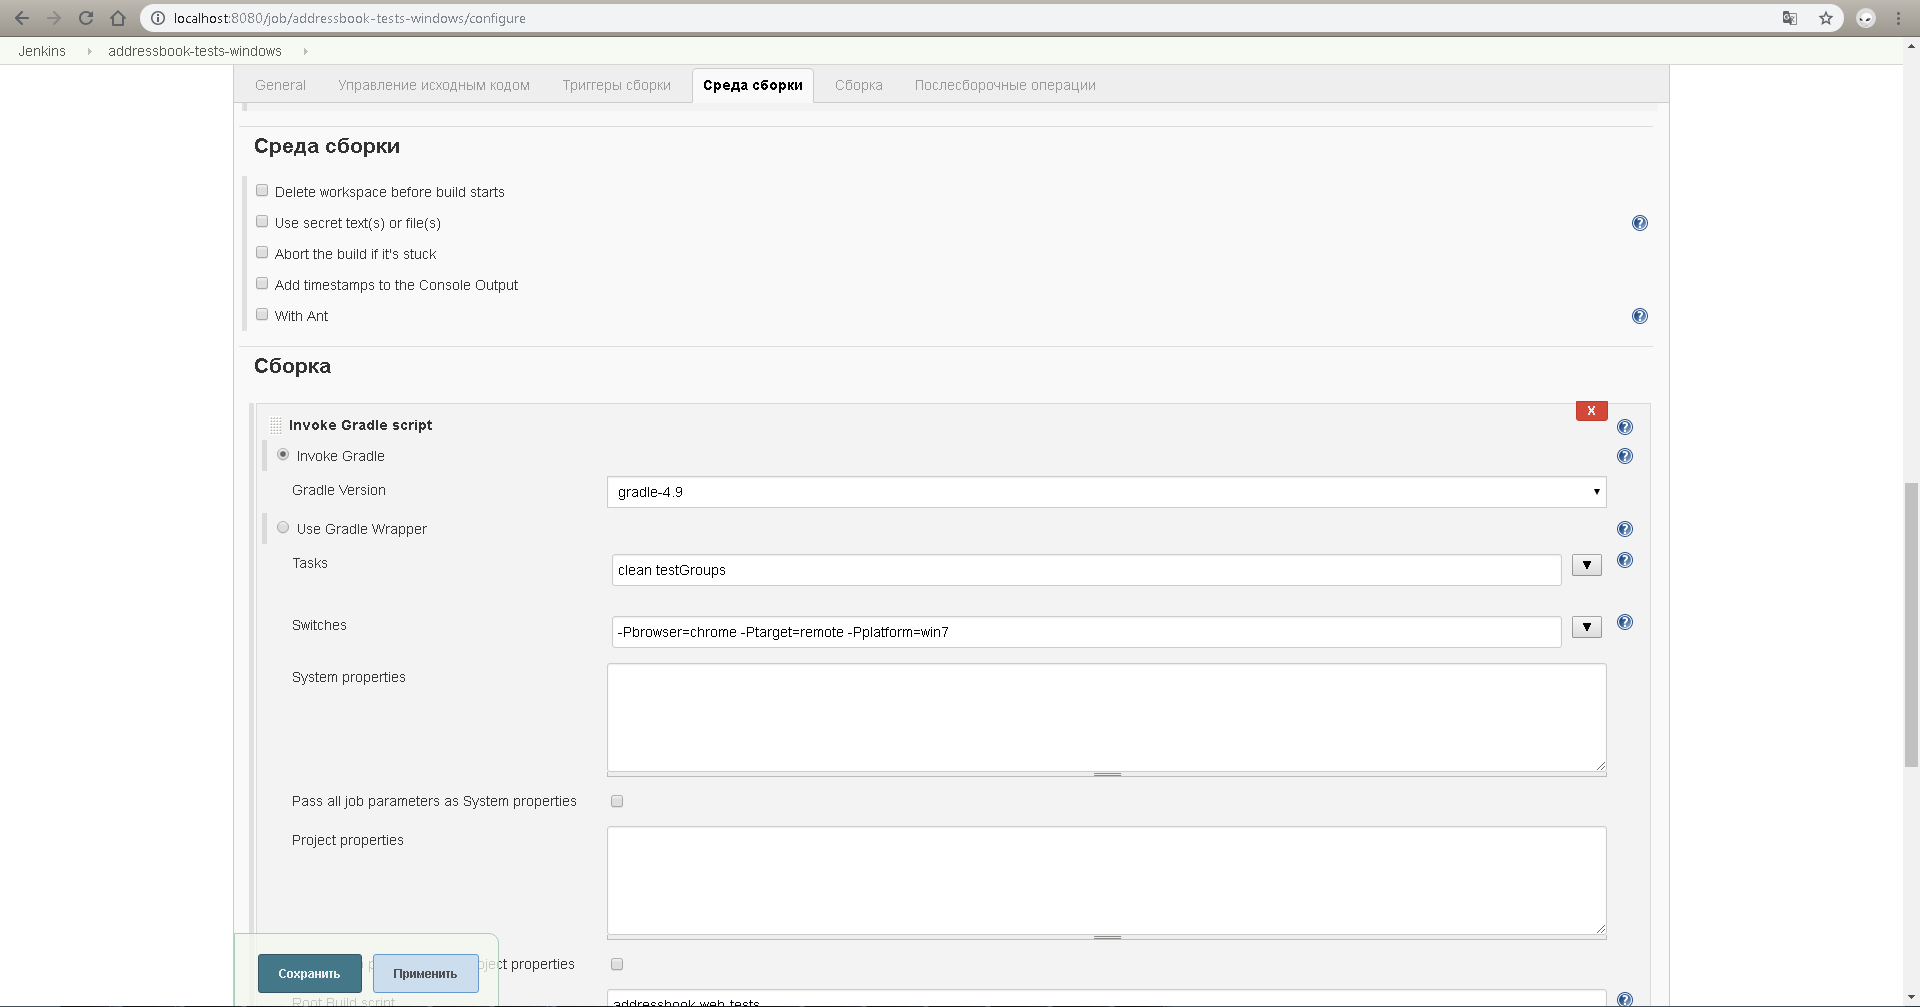 localhost:8080/job/addressbook-tests-windows/configure
Jenkins addressbook-tests-windows
General Управление исходным кодом Триггеры сборки Среда сборки Сборка Послесборочные операции
Среда сборки
Delete workspace before build starts
Use secret text(s) or file(s)
Abort the build if it's stuck
Add timestamps to the Console Output
With Ant
Сборка
X
Invoke Gradle script
Invoke Gradle
Gradle Version gradle-4.9
Use Gradle Wrapper
Tasks clean testGroups
Switches -Pbrowser=chrome -Ptarget=remote -Pplatform=win7
System properties
Pass all job parameters as System properties
Project properties
properties
Сохранить Применить
Root Build script addressbook-web-tests